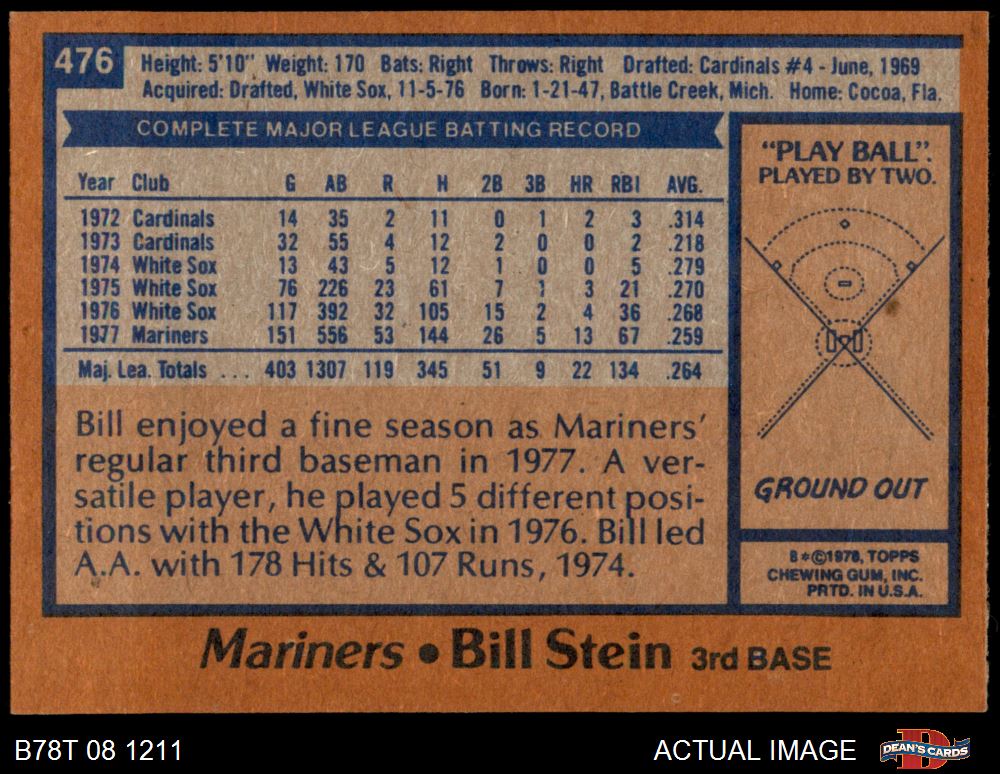 476
Height: 5'10" Weight: 170 Bats: Right Throws: Right Drafted: Cardinals #4 - June, 1969
Acquired: Drafted, White Sox, 11-5-76 Born: 1-21-47, Battle Creek, Mich. Home: Cocoa, Fla.
COMPLETE MAJOR LEAGUE BATTING RECORD
Year Club G AB R H 2B 3B HR RBI AVG.
1972 Cardinals 14 35 2 11 0 1 2 3 .314
1973 Cardinals 32 55 4 12 2 0 0 2 .218
1974 White Sox 13 43 5 12 1 0 0 5 .279
1975 White Sox 76 226 23 61 7 1 3 21 .270
1976 White Sox 117 392 32 105 15 2 4 36 .268
1977 Mariners 151 556 53 144 26 5 13 67 .259
Maj. Lea. Totals ... 403 1307 119 345 51 9 22 134 .264
Bill enjoyed a fine season as Mariners'
regular third baseman in 1977. A ver-
satile player, he played 5 different posi-
tions with the White Sox in 1976. Bill led
A.A. with 178 Hits & 107 Runs, 1974.
"PLAY BALL".
PLAYED BY TWO.
GROUND OUT
B*©1978, TOPPS
CHEWING GUM, INC.
PRTD. IN U.S.A.
Mariners • Bill Stein 3rd BASE
B78T 08 1211
ACTUAL IMAGE
DEAN'S CARDS